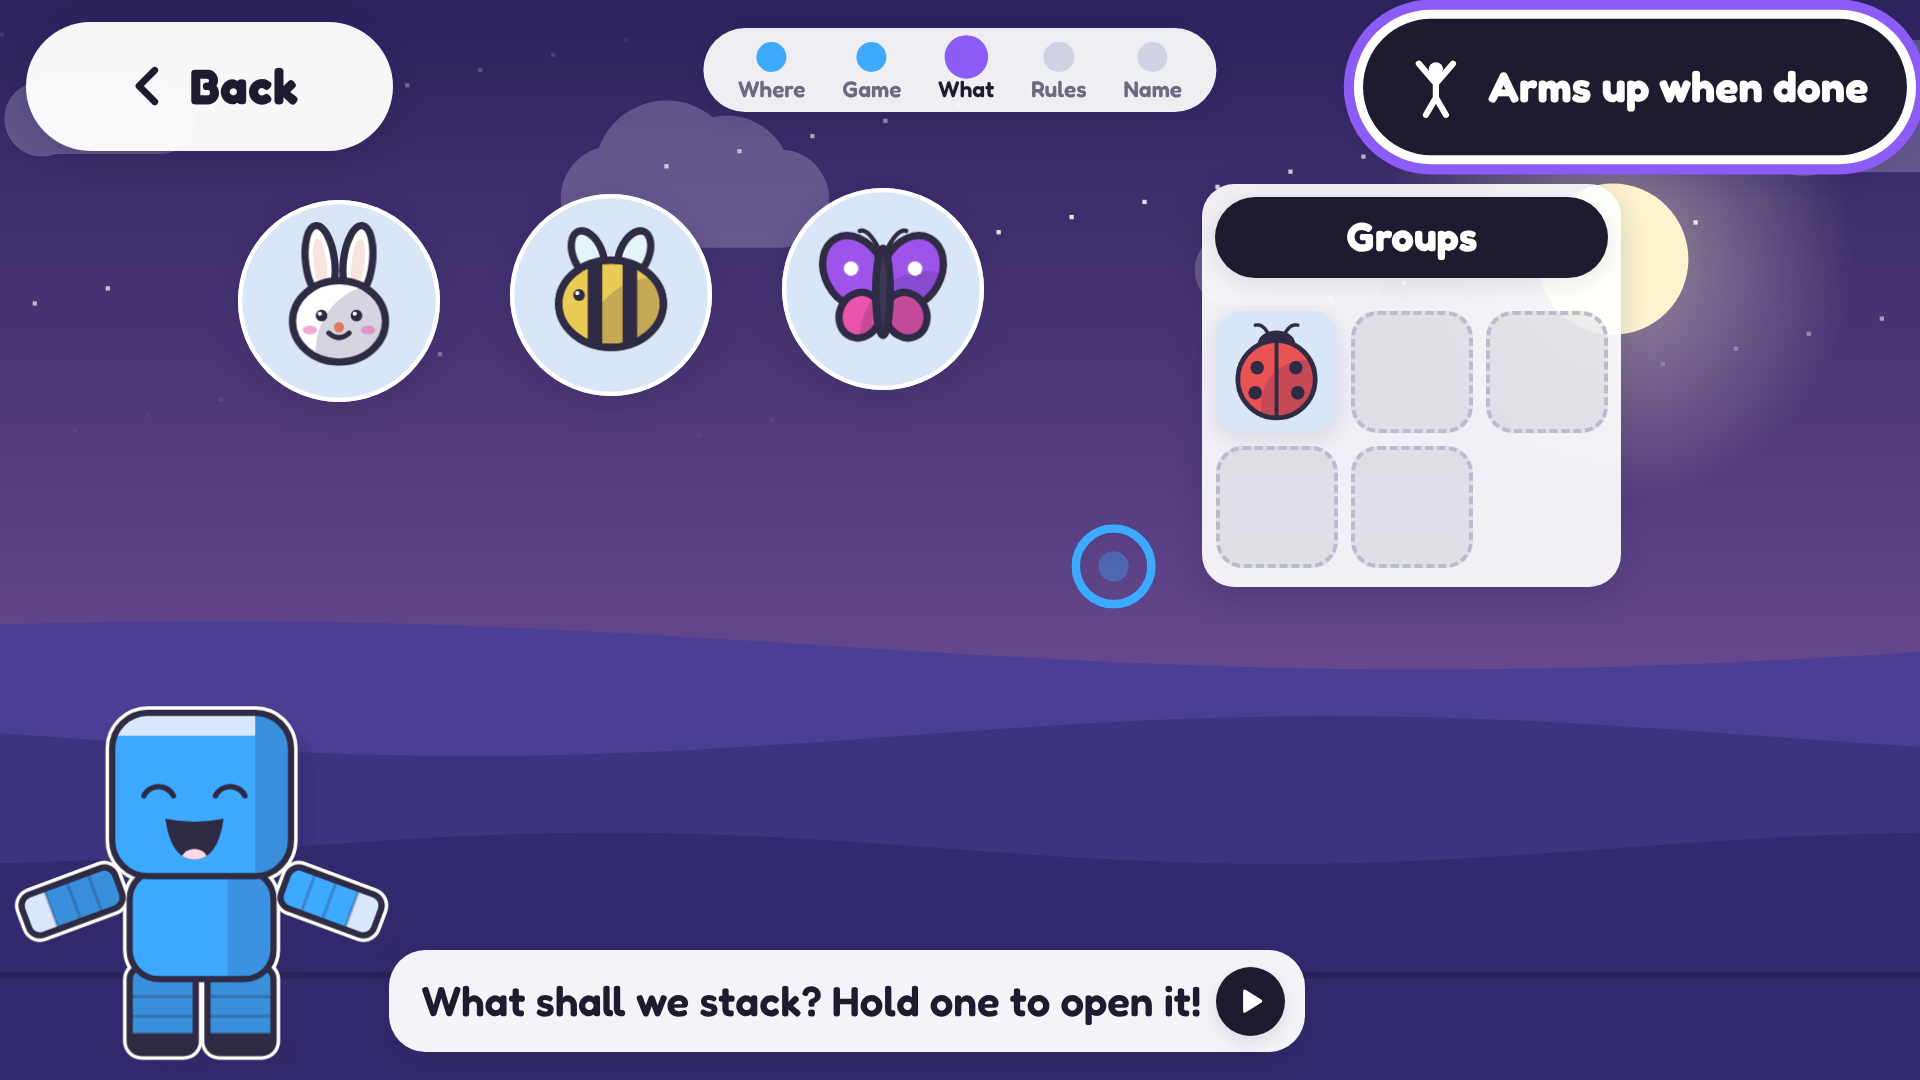 Back
Where
Game
What
Rules
Name
Arms up when done
Groups
What shall we stack? Hold one to open it!